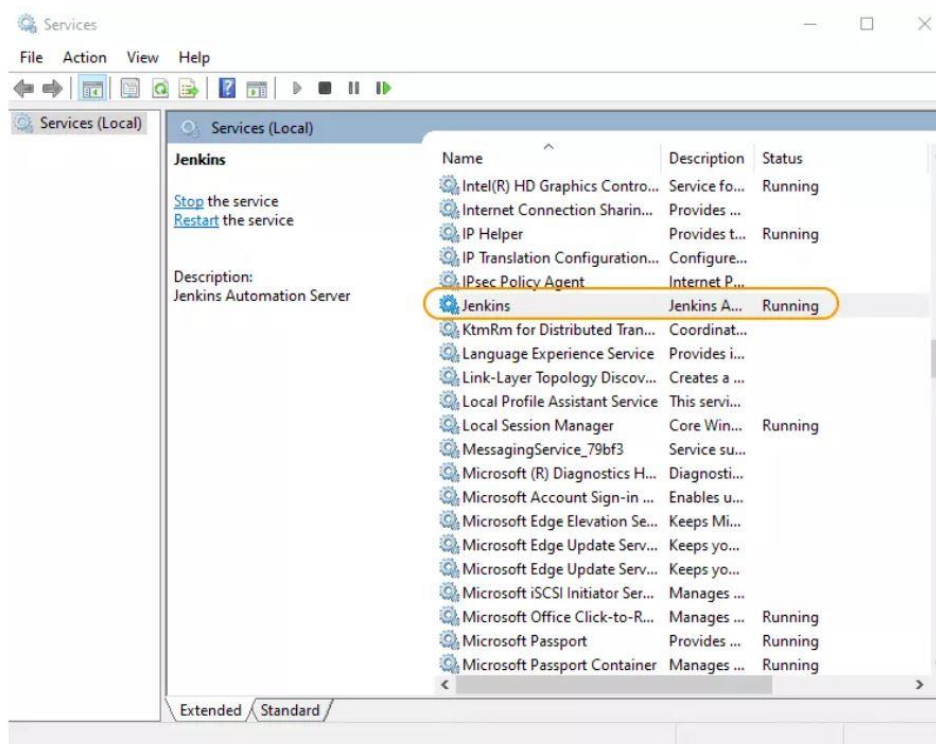 Services
File Action View Help
Services (Local)
Services (Local)
Jenkins
Stop the service
Restart the service
Description:
Jenkins Automation Server
Name Description Status
Intel(R) HD Graphics Contro... Service fo... Running
Internet Connection Sharin... Provides ...
IP Helper Provides t... Running
IP Translation Configuration... Configure...
IPsec Policy Agent Internet P...
Jenkins Jenkins A... Running
KtmRm for Distributed Tran... Coordinat...
Language Experience Service Provides i...
Link-Layer Topology Discov... Creates a ...
Local Profile Assistant Service This servi...
Local Session Manager Core Win... Running
MessagingService_79bf3 Service su...
Microsoft (R) Diagnostics H... Diagnosti...
Microsoft Account Sign-in ... Enables u...
Microsoft Edge Elevation Se... Keeps Mi...
Microsoft Edge Update Serv... Keeps yo...
Microsoft Edge Update Serv... Keeps yo...
Microsoft iSCSI Initiator Ser... Manages ...
Microsoft Office Click-to-R... Manages ... Running
Microsoft Passport Provides ... Running
Microsoft Passport Container Manages ... Running
Extended Standard